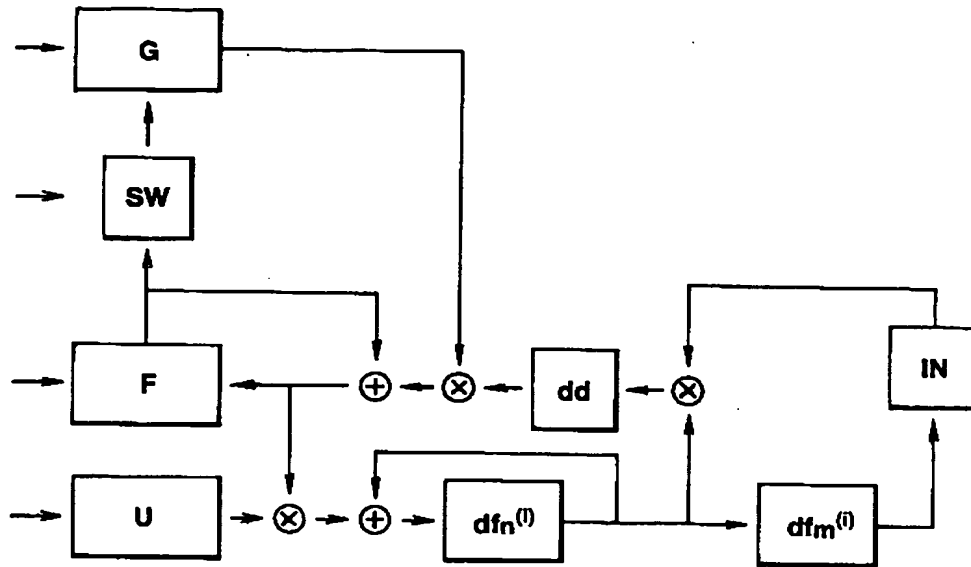 G
SW
F
+
×
dd
×
IN
U
×
+
dfn(l)
dfm(i)